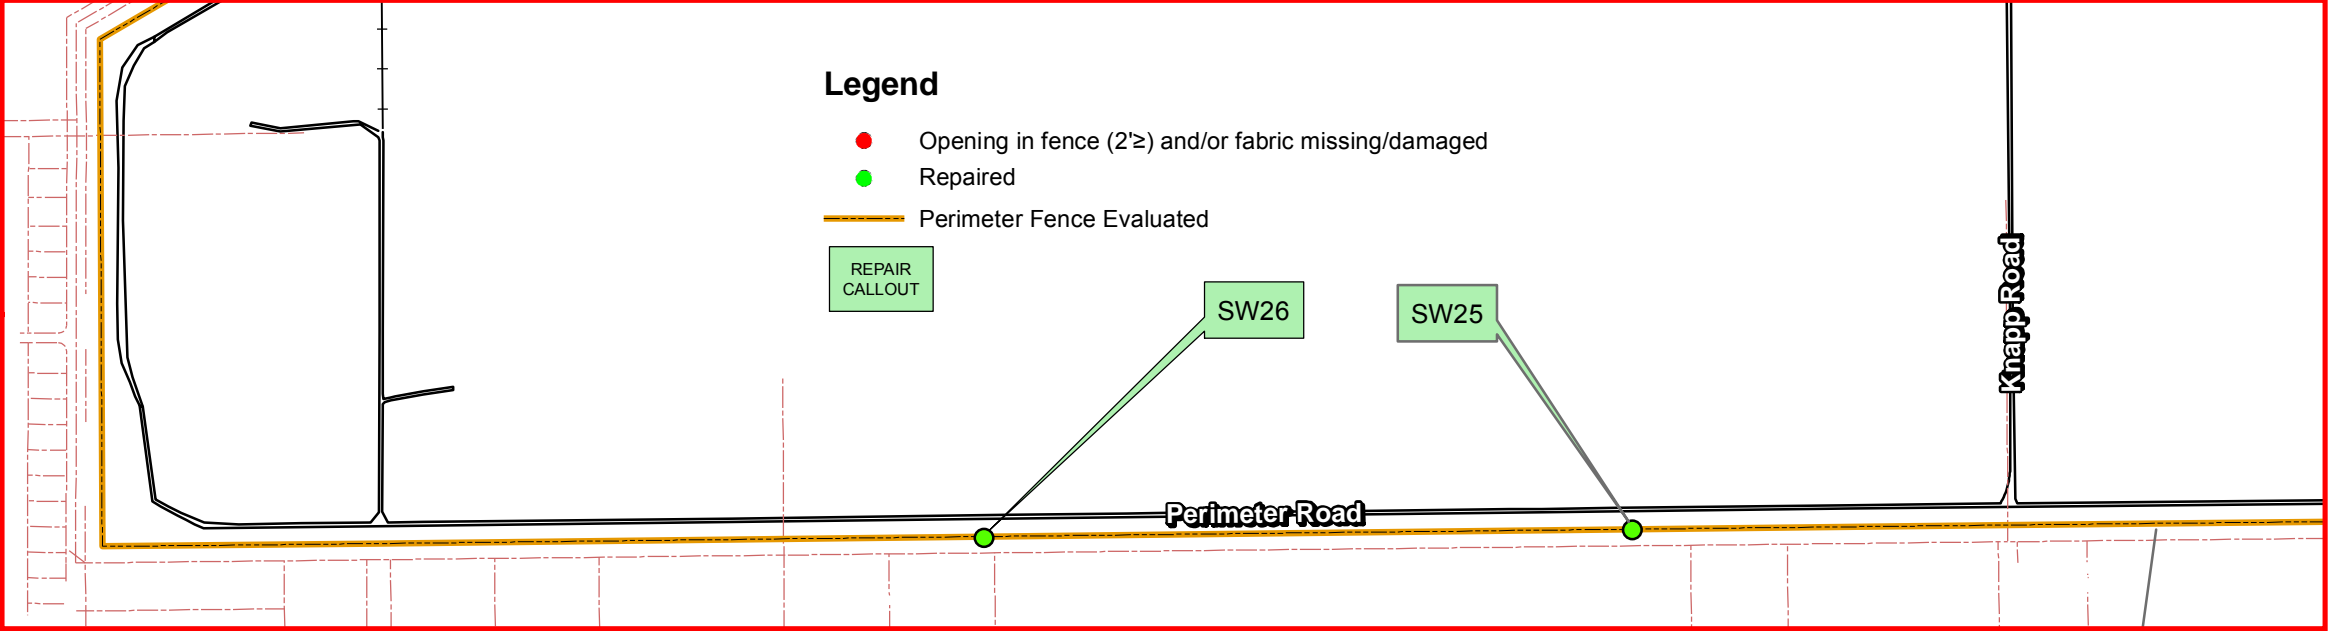 Legend
Opening in fence (2'≥) and/or fabric missing/damaged
Repaired
Perimeter Fence Evaluated
REPAIR
CALLOUT
SW26
SW25
Knapp Road
Perimeter Road